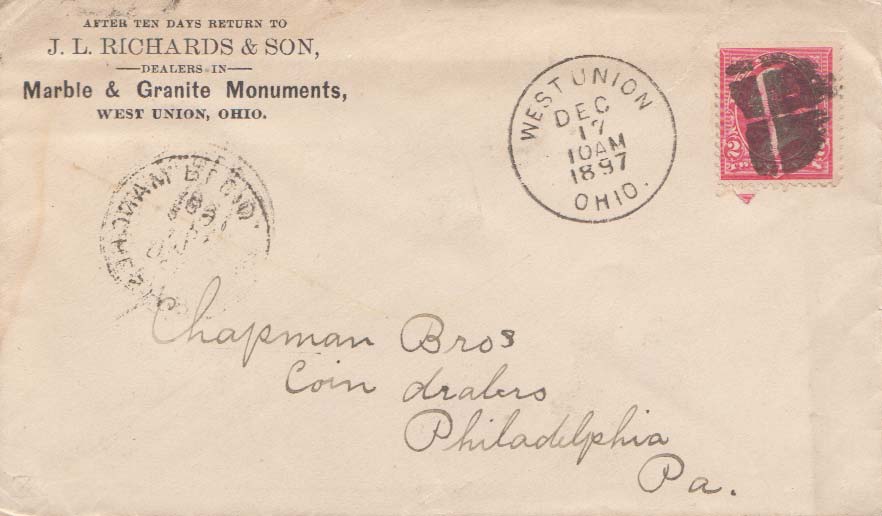 AFTER TEN DAYS RETURN TO
J. L. RICHARDS & SON,
DEALERS IN
Marble & Granite Monuments,
WEST UNION, OHIO.
WEST UNION
DEC
17
10AM
1897
OHIO.
2
Chapman Bros
Coin dealers
Philadelphia
Pa.